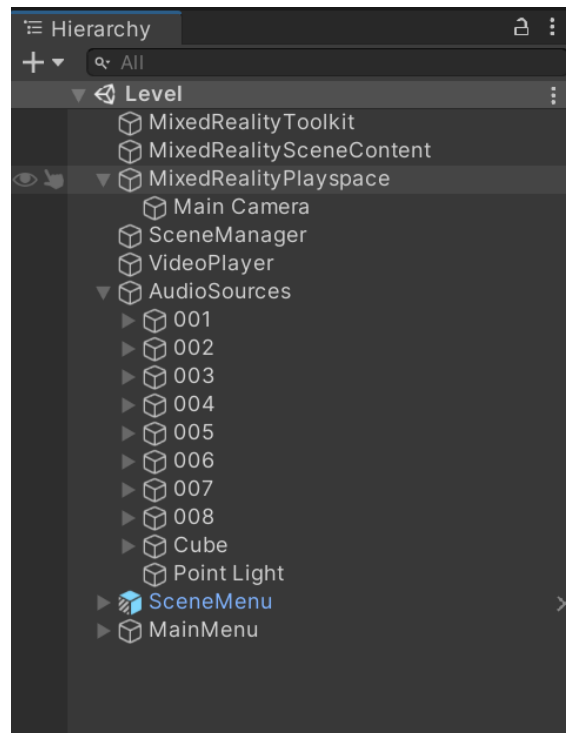 Hierarchy
All
Level
MixedRealityToolkit
MixedRealitySceneContent
MixedRealityPlayspace
Main Camera
SceneManager
VideoPlayer
AudioSources
001
002
003
004
005
006
007
008
Cube
Point Light
SceneMenu
MainMenu